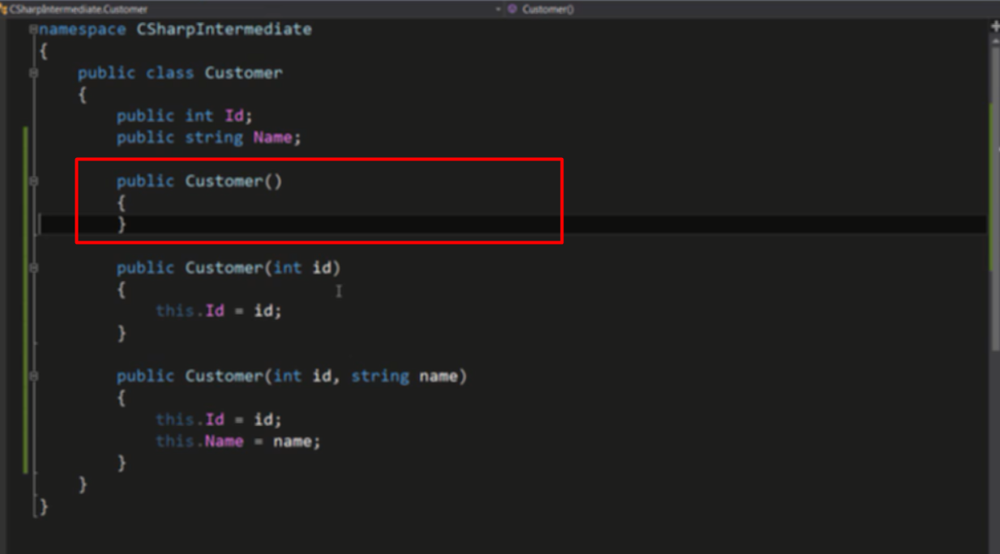 CSharpIntermediate.Customer
Customer()
namespace CSharpIntermediate
{
public class Customer
{
public int Id;
public string Name;
public Customer()
{
}
public Customer(int id)
{
this.Id = id;
}
public Customer(int id, string name)
{
this.Id = id;
this.Name = name;
}
}
}